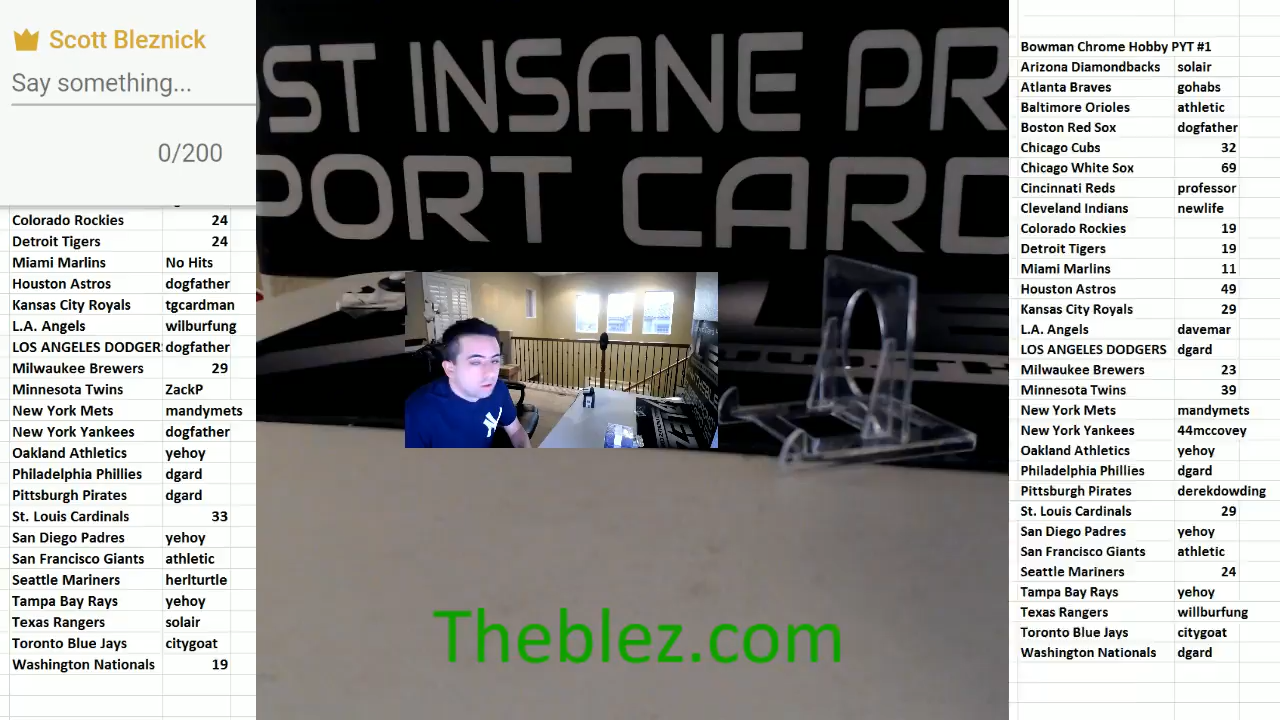 Scott Bleznick
Say something...
0/200
Colorado Rockies 24
Detroit Tigers 24
Miami Marlins No Hits
Houston Astros dogfather
Kansas City Royals tgcardman
L.A. Angels wilburfung
LOS ANGELES DODGERS dogfather
Milwaukee Brewers 29
Minnesota Twins ZackP
New York Mets mandymets
New York Yankees dogfather
Oakland Athletics yehoy
Philadelphia Phillies dgard
Pittsburgh Pirates dgard
St. Louis Cardinals 33
San Diego Padres yehoy
San Francisco Giants athletic
Seattle Mariners herlturtle
Tampa Bay Rays yehoy
Texas Rangers solair
Toronto Blue Jays citygoat
Washington Nationals 19
ST INSANE PR
PORT CARD
Theblez.com
Bowman Chrome Hobby PYT #1
Arizona Diamondbacks solair
Atlanta Braves gohabs
Baltimore Orioles athletic
Boston Red Sox dogfather
Chicago Cubs 32
Chicago White Sox 69
Cincinnati Reds professor
Cleveland Indians newlife
Colorado Rockies 19
Detroit Tigers 19
Miami Marlins 11
Houston Astros 49
Kansas City Royals 29
L.A. Angels davemar
LOS ANGELES DODGERS dgard
Milwaukee Brewers 23
Minnesota Twins 39
New York Mets mandymets
New York Yankees 44mccovey
Oakland Athletics yehoy
Philadelphia Phillies dgard
Pittsburgh Pirates derekdowding
St. Louis Cardinals 29
San Diego Padres yehoy
San Francisco Giants athletic
Seattle Mariners 24
Tampa Bay Rays yehoy
Texas Rangers willburfung
Toronto Blue Jays citygoat
Washington Nationals dgard